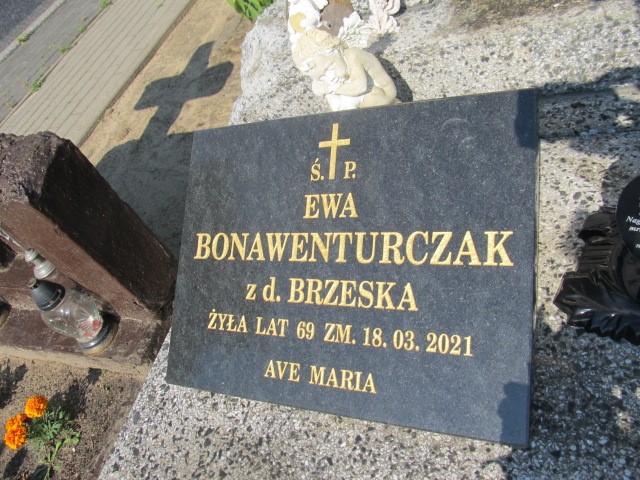 Ś. P.
EWA
BONAWENTURCZAK
z d. BRZESKA
ŻYŁA LAT 69 ZM. 18. 03. 2021
AVE MARIA